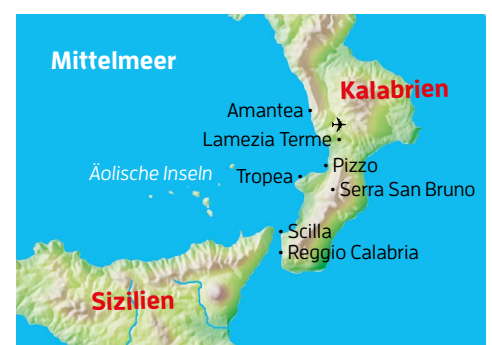 Mittelmeer
Kalabrien
Amantea
Lamezia Terme
Pizzo
Äolische Inseln
Tropea
Serra San Bruno
Scilla
Reggio Calabria
Sizilien